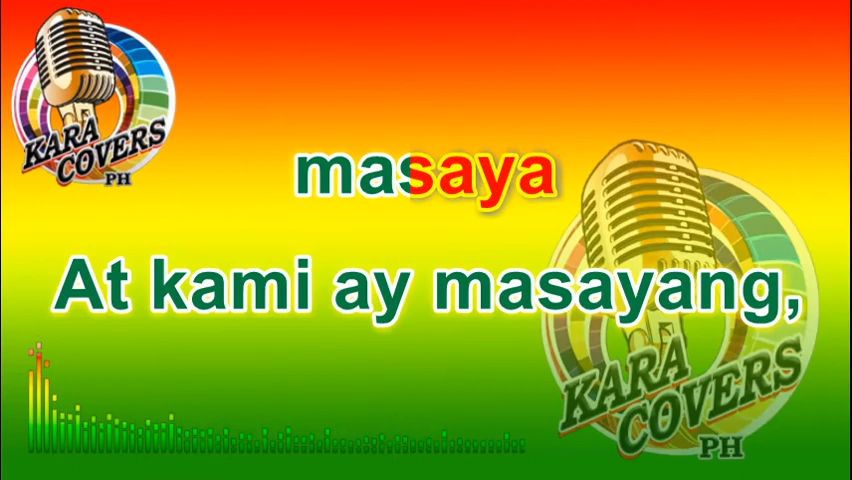 KARA
COVERS
PH
masaya
At kami ay masayang,
KARA
COVERS
PH